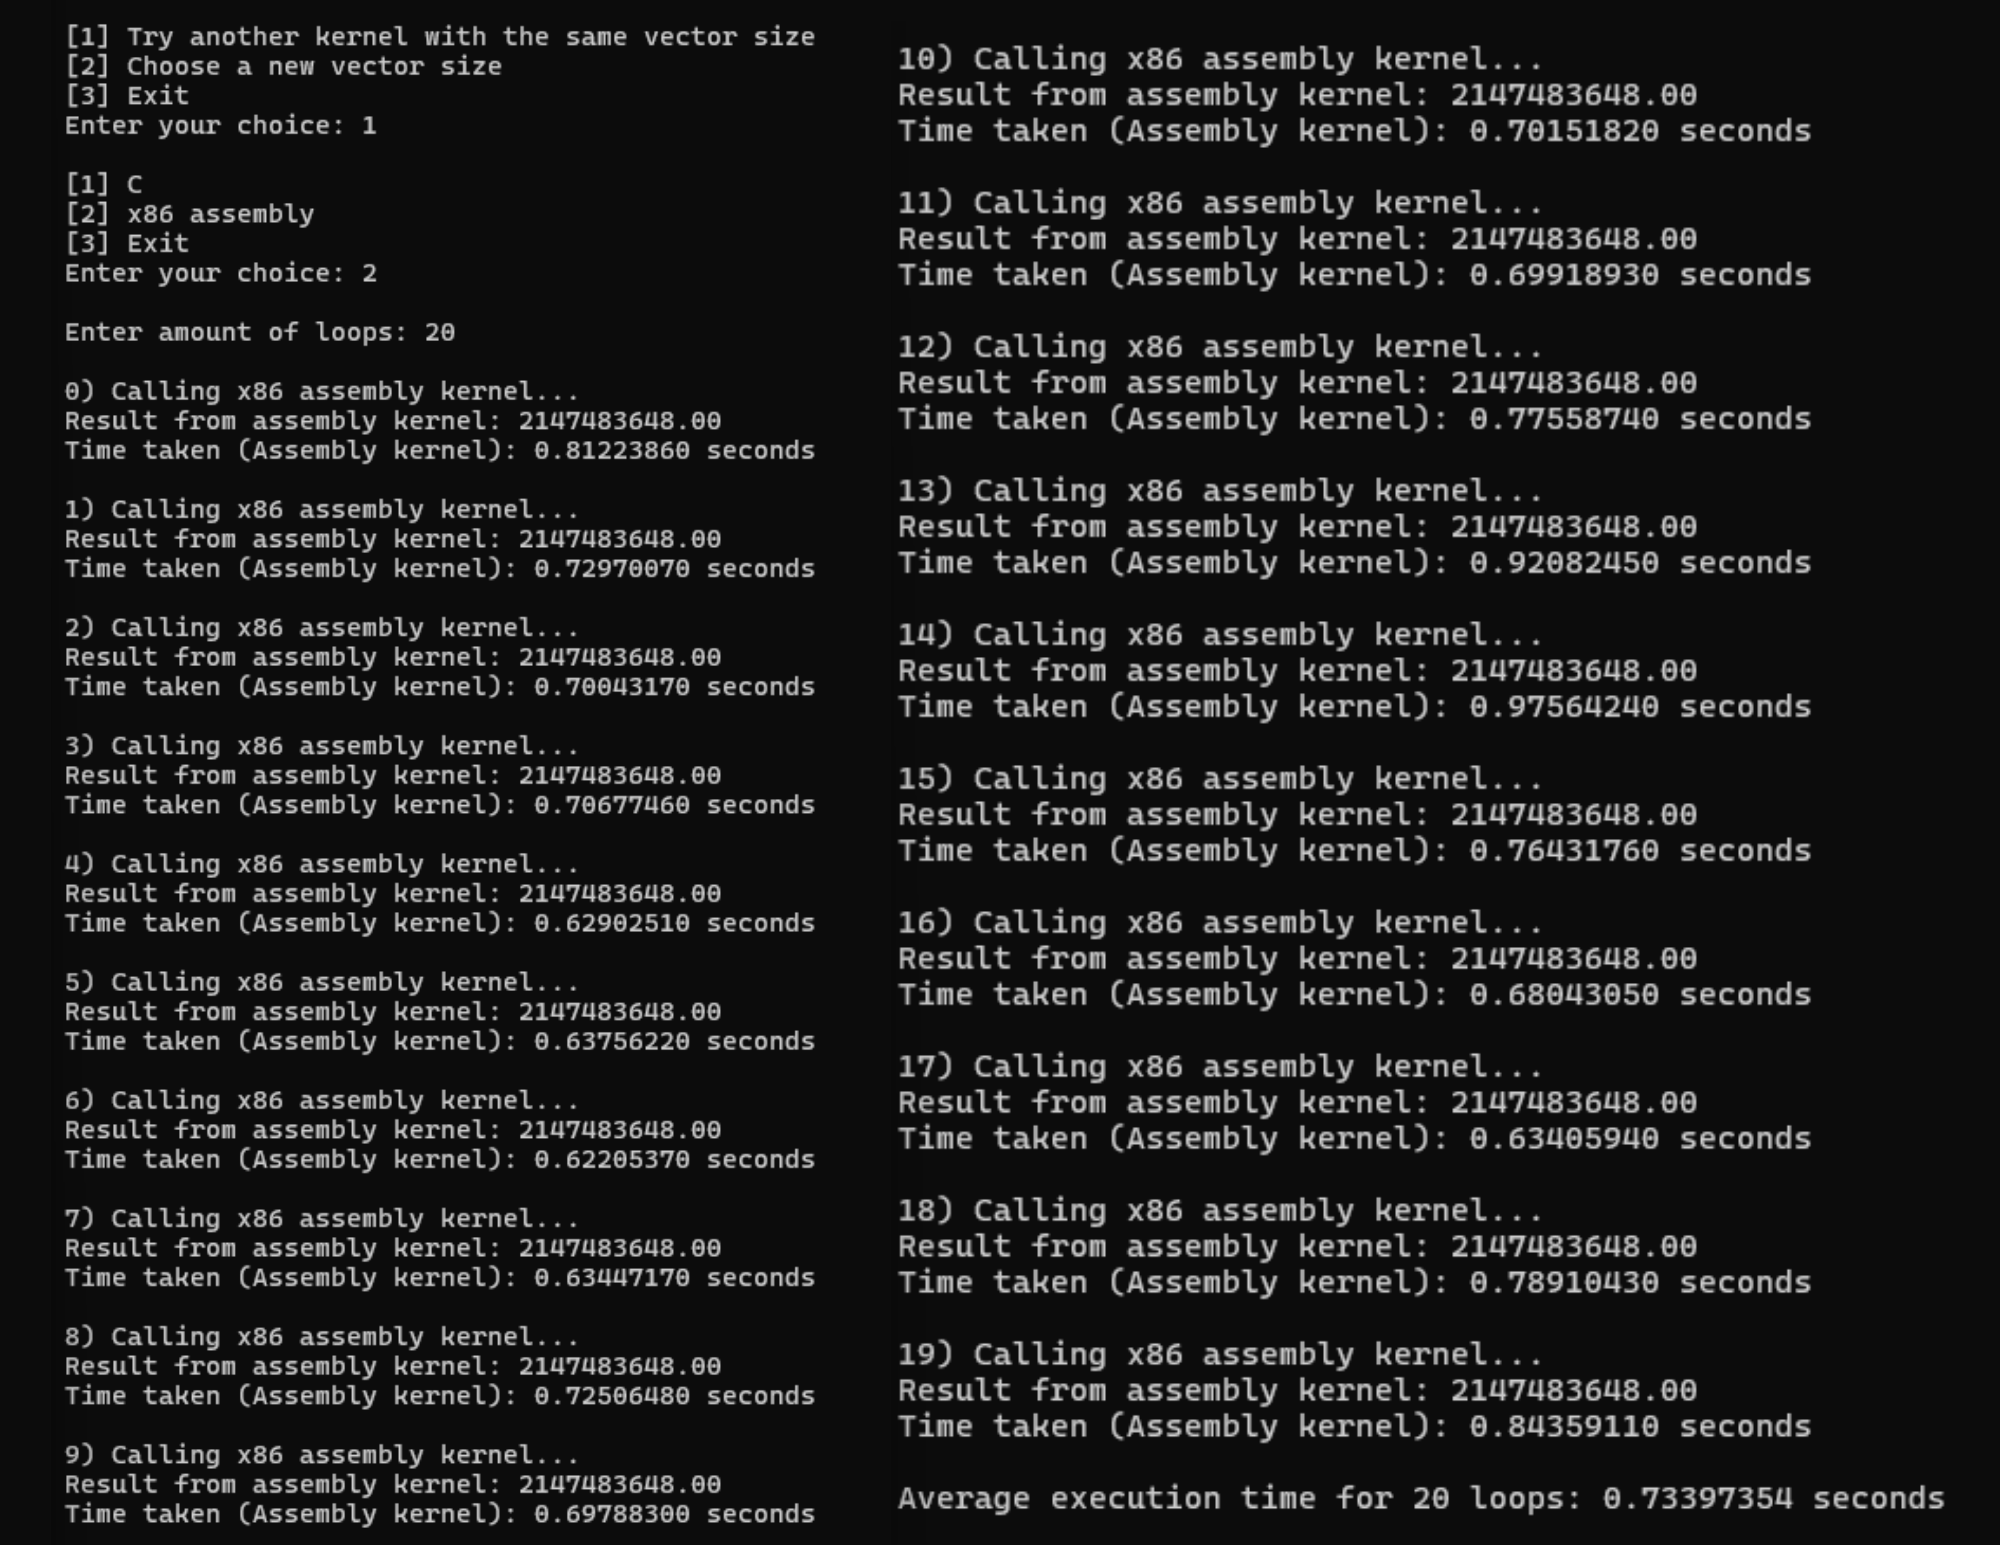 [1] Try another kernel with the same vector size
[2] Choose a new vector size
[3] Exit
Enter your choice: 1
[1] C
[2] x86 assembly
[3] Exit
Enter your choice: 2
Enter amount of loops: 20
0) Calling x86 assembly kernel...
Result from assembly kernel: 2147483648.00
Time taken (Assembly kernel): 0.81223860 seconds
1) Calling x86 assembly kernel...
Result from assembly kernel: 2147483648.00
Time taken (Assembly kernel): 0.72970070 seconds
2) Calling x86 assembly kernel...
Result from assembly kernel: 2147483648.00
Time taken (Assembly kernel): 0.70043170 seconds
3) Calling x86 assembly kernel...
Result from assembly kernel: 2147483648.00
Time taken (Assembly kernel): 0.70677460 seconds
4) Calling x86 assembly kernel...
Result from assembly kernel: 2147483648.00
Time taken (Assembly kernel): 0.62902510 seconds
5) Calling x86 assembly kernel...
Result from assembly kernel: 2147483648.00
Time taken (Assembly kernel): 0.63756220 seconds
6) Calling x86 assembly kernel...
Result from assembly kernel: 2147483648.00
Time taken (Assembly kernel): 0.62205370 seconds
7) Calling x86 assembly kernel...
Result from assembly kernel: 2147483648.00
Time taken (Assembly kernel): 0.63447170 seconds
8) Calling x86 assembly kernel...
Result from assembly kernel: 2147483648.00
Time taken (Assembly kernel): 0.72506480 seconds
9) Calling x86 assembly kernel...
Result from assembly kernel: 2147483648.00
Time taken (Assembly kernel): 0.69788300 seconds
10) Calling x86 assembly kernel...
Result from assembly kernel: 2147483648.00
Time taken (Assembly kernel): 0.70151820 seconds
11) Calling x86 assembly kernel...
Result from assembly kernel: 2147483648.00
Time taken (Assembly kernel): 0.69918930 seconds
12) Calling x86 assembly kernel...
Result from assembly kernel: 2147483648.00
Time taken (Assembly kernel): 0.77558740 seconds
13) Calling x86 assembly kernel...
Result from assembly kernel: 2147483648.00
Time taken (Assembly kernel): 0.92082450 seconds
14) Calling x86 assembly kernel...
Result from assembly kernel: 2147483648.00
Time taken (Assembly kernel): 0.97564240 seconds
15) Calling x86 assembly kernel...
Result from assembly kernel: 2147483648.00
Time taken (Assembly kernel): 0.76431760 seconds
16) Calling x86 assembly kernel...
Result from assembly kernel: 2147483648.00
Time taken (Assembly kernel): 0.68043050 seconds
17) Calling x86 assembly kernel...
Result from assembly kernel: 2147483648.00
Time taken (Assembly kernel): 0.63405940 seconds
18) Calling x86 assembly kernel...
Result from assembly kernel: 2147483648.00
Time taken (Assembly kernel): 0.78910430 seconds
19) Calling x86 assembly kernel...
Result from assembly kernel: 2147483648.00
Time taken (Assembly kernel): 0.84359110 seconds
Average execution time for 20 loops: 0.73397354 seconds